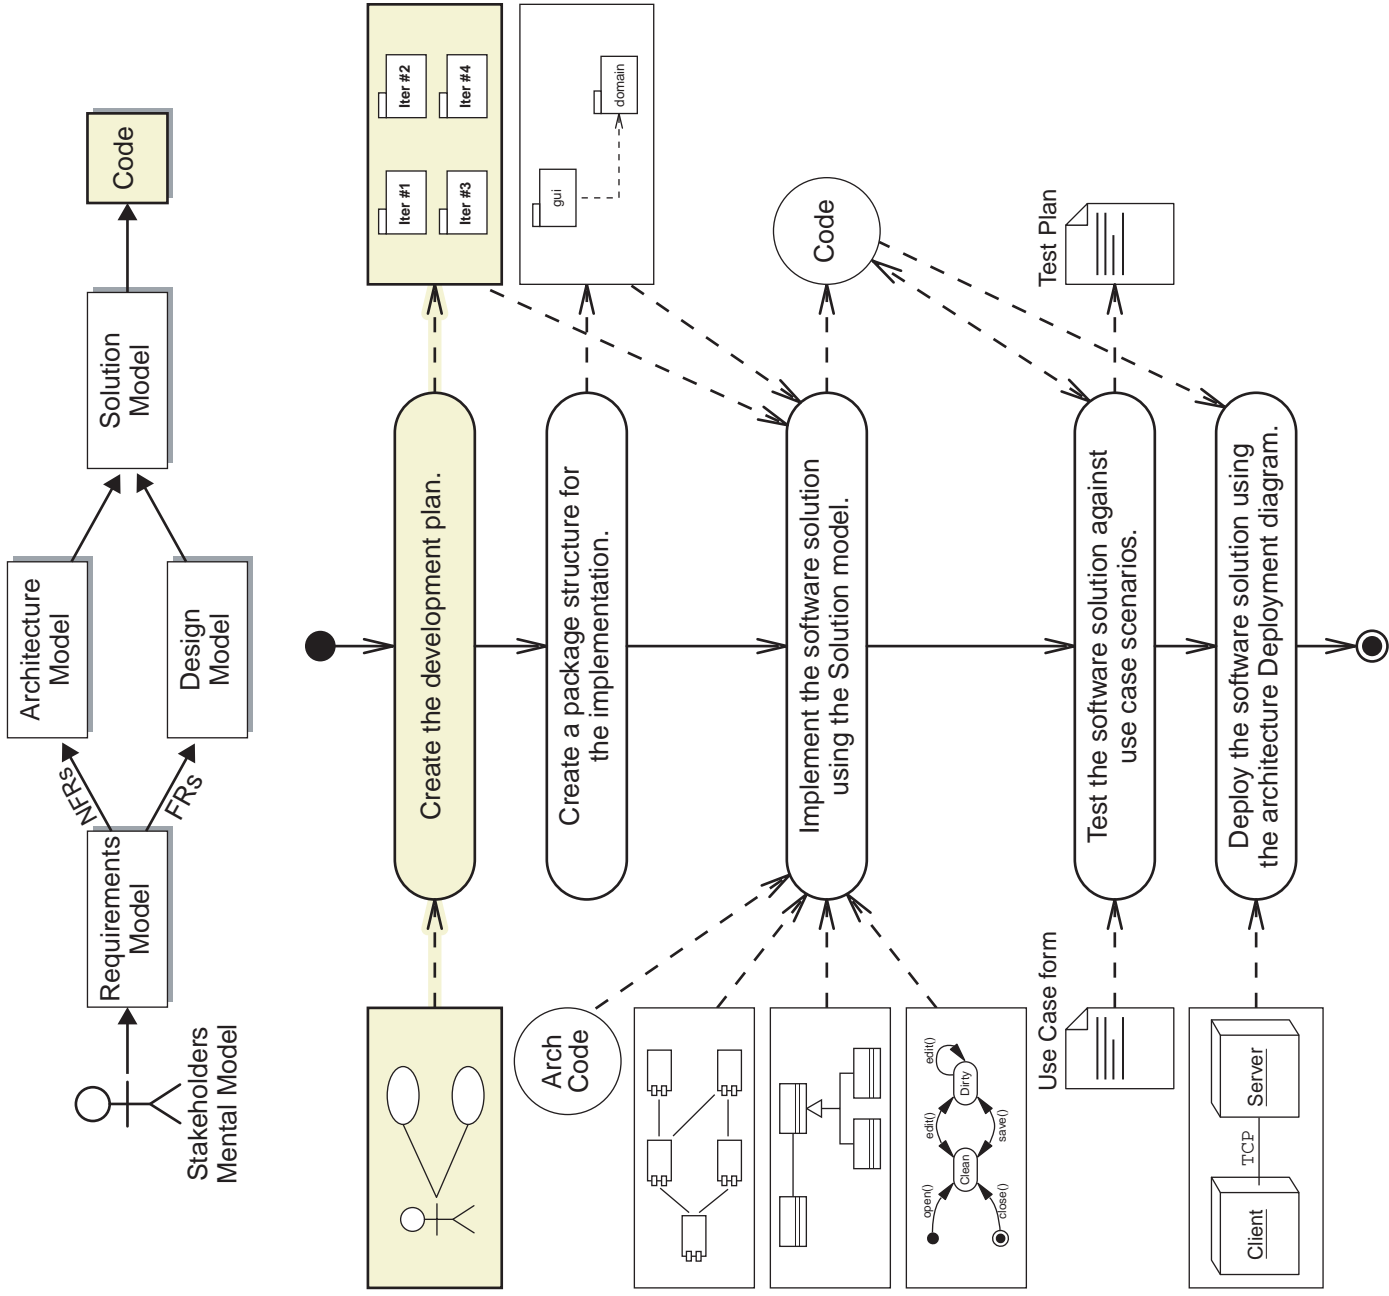 Stakeholders
Mental Model
Requirements
Model
NFRs
FRs
Architecture
Model
Design
Model
Solution
Model
Code
Create the development plan.
Iter #1
Iter #2
Iter #3
Iter #4
Create a package structure for
the implementation.
gui
domain
Arch
Code
Implement the software solution
using the Solution model.
Code
open()
close()
Clean
edit()
save()
Dirty
edit()
Use Case form
Test the software solution against
use case scenarios.
Test Plan
Client
TCP
Server
Deploy the software solution using
the architecture Deployment diagram.